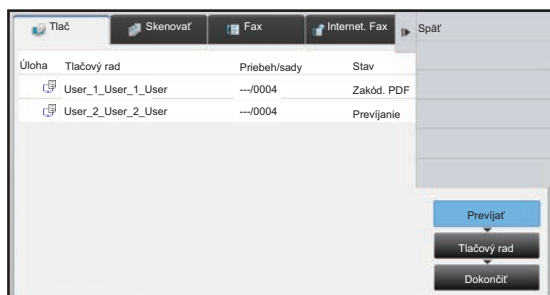 Tlač Skenovať Fax Internet. Fax Späť
Úloha Tlačový rad Priebeh/sady Stav
User_1_User_1_User ---/0004 Zakód. PDF
User_2_User_2_User ---/0004 Prevíjanie
Prevíjať
Tlačový rad
Dokončiť